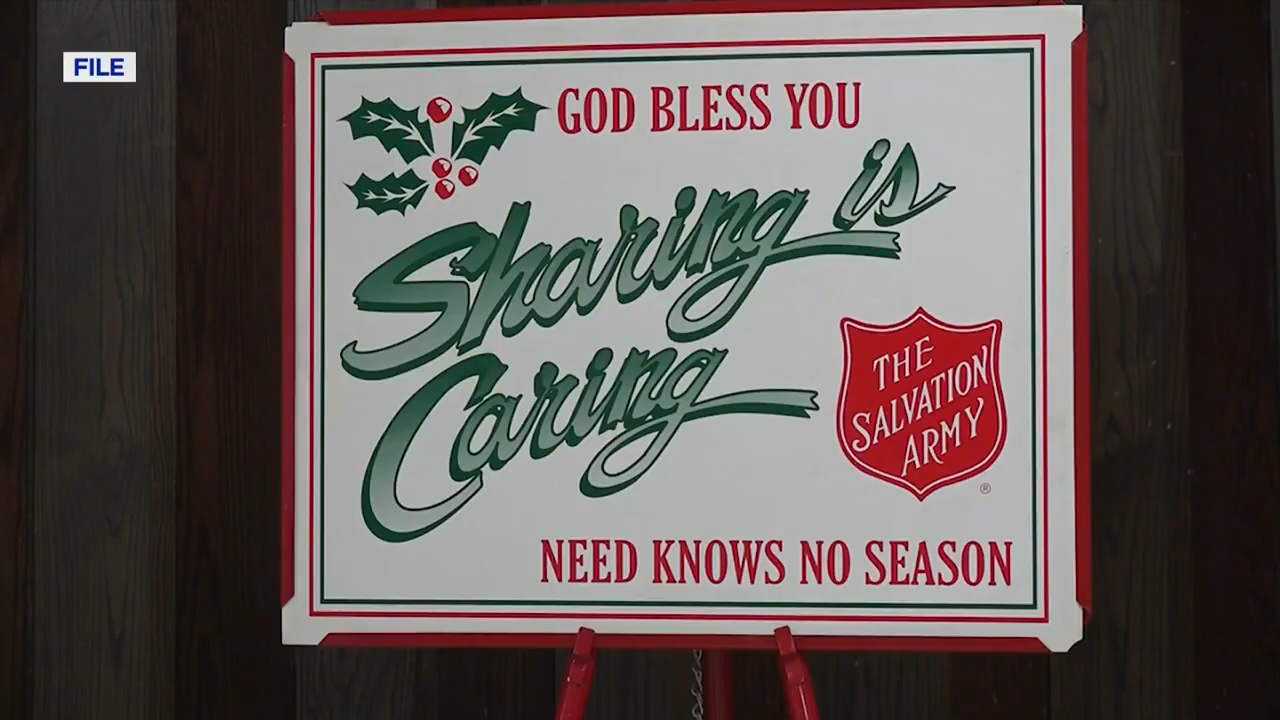 FILE
GOD BLESS YOU
Sharing is
Caring
THE
SALVATION
ARMY
®
NEED KNOWS NO SEASON